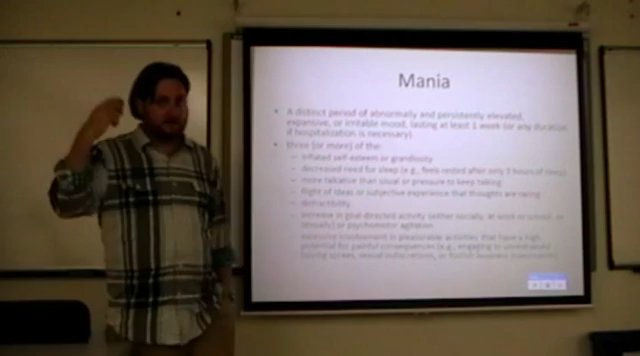 Mania
• A distinct period of abnormally and persistently elevated,
expansive, or irritable mood, lasting at least 1 week (or any duration
if hospitalization is necessary).
• three (or more) of the:
– inflated self-esteem or grandiosity
– decreased need for sleep (e.g., feels rested after only 3 hours of sleep)
– more talkative than usual or pressure to keep talking
– flight of ideas or subjective experience that thoughts are racing
– distractibility
– increase in goal-directed activity (either socially, at work or school, or
sexually) or psychomotor agitation
– excessive involvement in pleasurable activities that have a high
potential for painful consequences (e.g., engaging in unrestrained
buying sprees, sexual indiscretions, or foolish business investments)